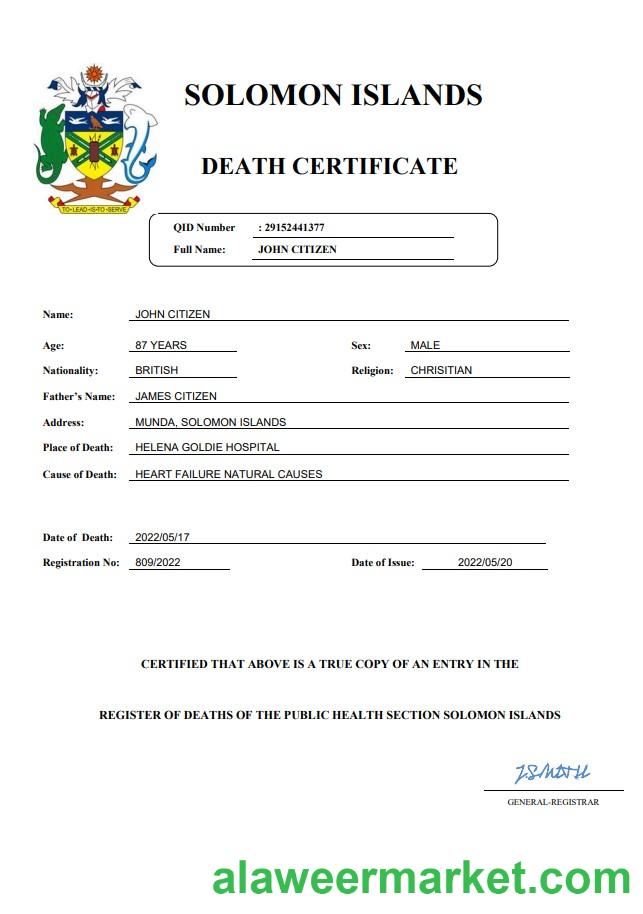 SOLOMON ISLANDS
DEATH CERTIFICATE
TO•LEAD•IS•TO•SERVE
QID Number : 29152441377
Full Name: JOHN CITIZEN
Name: JOHN CITIZEN
Age: 87 YEARS Sex: MALE
Nationality: BRITISH Religion: CHRISITIAN
Father's Name: JAMES CITIZEN
Address: MUNDA, SOLOMON ISLANDS
Place of Death: HELENA GOLDIE HOSPITAL
Cause of Death: HEART FAILURE NATURAL CAUSES
Date of Death: 2022/05/17
Registration No: 809/2022 Date of Issue: 2022/05/20
CERTIFIED THAT ABOVE IS A TRUE COPY OF AN ENTRY IN THE
REGISTER OF DEATHS OF THE PUBLIC HEALTH SECTION SOLOMON ISLANDS
GENERAL-REGISTRAR
alaweermarket.com